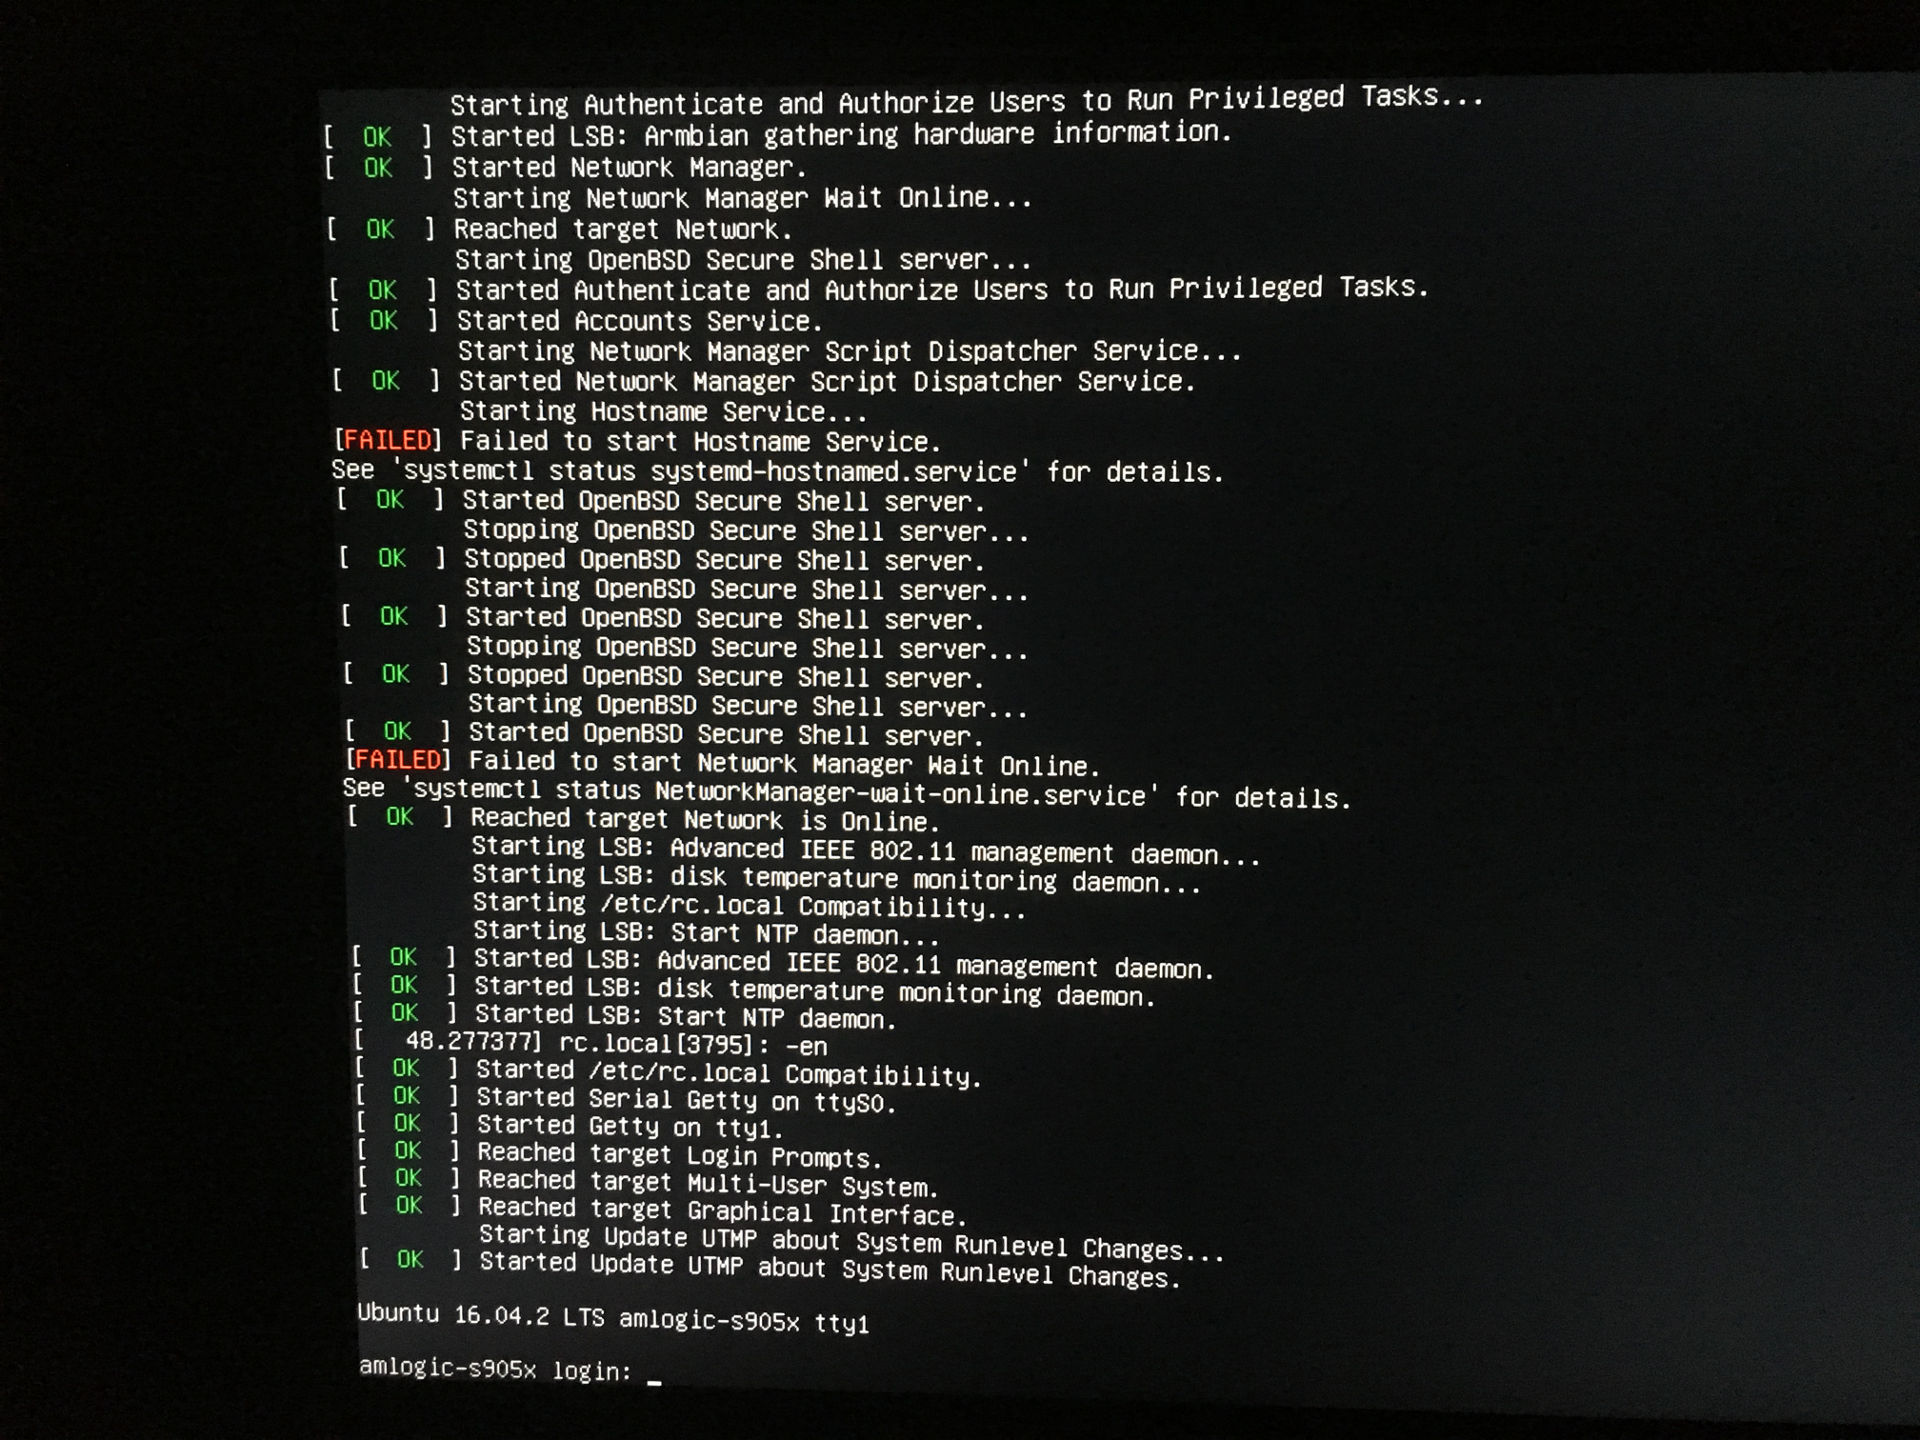 Starting Authenticate and Authorize Users to Run Privileged Tasks...
[  OK  ] Started LSB: Armbian gathering hardware information.
[  OK  ] Started Network Manager.
Starting Network Manager Wait Online...
[  OK  ] Reached target Network.
Starting OpenBSD Secure Shell server...
[  OK  ] Started Authenticate and Authorize Users to Run Privileged Tasks.
[  OK  ] Started Accounts Service.
Starting Network Manager Script Dispatcher Service...
[  OK  ] Started Network Manager Script Dispatcher Service.
Starting Hostname Service...
[FAILED] Failed to start Hostname Service.
See 'systemctl status systemd-hostnamed.service' for details.
[  OK  ] Started OpenBSD Secure Shell server.
Stopping OpenBSD Secure Shell server...
[  OK  ] Stopped OpenBSD Secure Shell server.
Starting OpenBSD Secure Shell server...
[  OK  ] Started OpenBSD Secure Shell server.
Stopping OpenBSD Secure Shell server...
[  OK  ] Stopped OpenBSD Secure Shell server.
Starting OpenBSD Secure Shell server...
[  OK  ] Started OpenBSD Secure Shell server.
[FAILED] Failed to start Network Manager Wait Online.
See 'systemctl status NetworkManager-wait-online.service' for details.
[  OK  ] Reached target Network is Online.
Starting LSB: Advanced IEEE 802.11 management daemon...
Starting LSB: disk temperature monitoring daemon...
Starting /etc/rc.local Compatibility...
Starting LSB: Start NTP daemon...
[  OK  ] Started LSB: Advanced IEEE 802.11 management daemon.
[  OK  ] Started LSB: disk temperature monitoring daemon.
[  OK  ] Started LSB: Start NTP daemon.
[   48.277377] rc.local[3795]: -en
[  OK  ] Started /etc/rc.local Compatibility.
[  OK  ] Started Serial Getty on ttyS0.
[  OK  ] Started Getty on tty1.
[  OK  ] Reached target Login Prompts.
[  OK  ] Reached target Multi-User System.
[  OK  ] Reached target Graphical Interface.
Starting Update UTMP about System Runlevel Changes...
[  OK  ] Started Update UTMP about System Runlevel Changes.
Ubuntu 16.04.2 LTS amlogic-s905x tty1
amlogic-s905x login: _